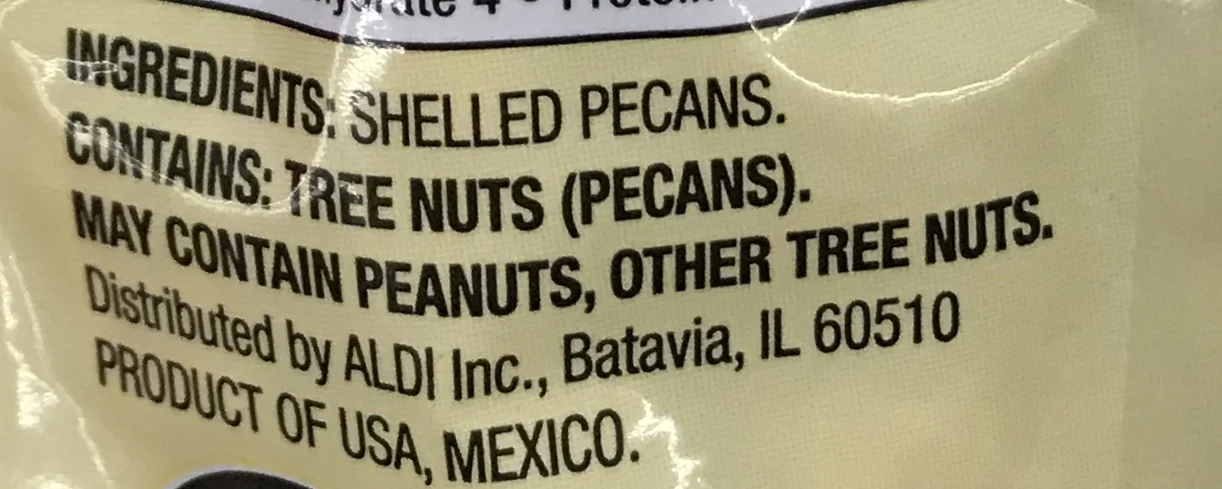 INGREDIENTS: SHELLED PECANS.
CONTAINS: TREE NUTS (PECANS).
MAY CONTAIN PEANUTS, OTHER TREE NUTS.
Distributed by ALDI Inc., Batavia, IL 60510
PRODUCT OF USA, MEXICO.